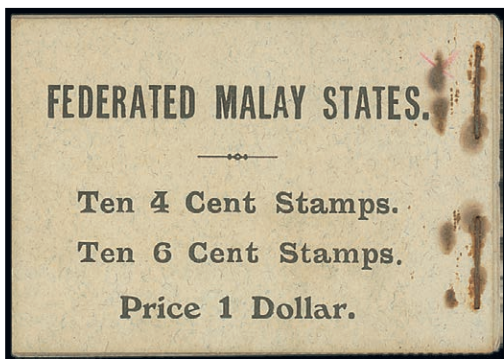 FEDERATED MALAY STATES.
Ten 4 Cent Stamps.
Ten 6 Cent Stamps.
Price 1 Dollar.